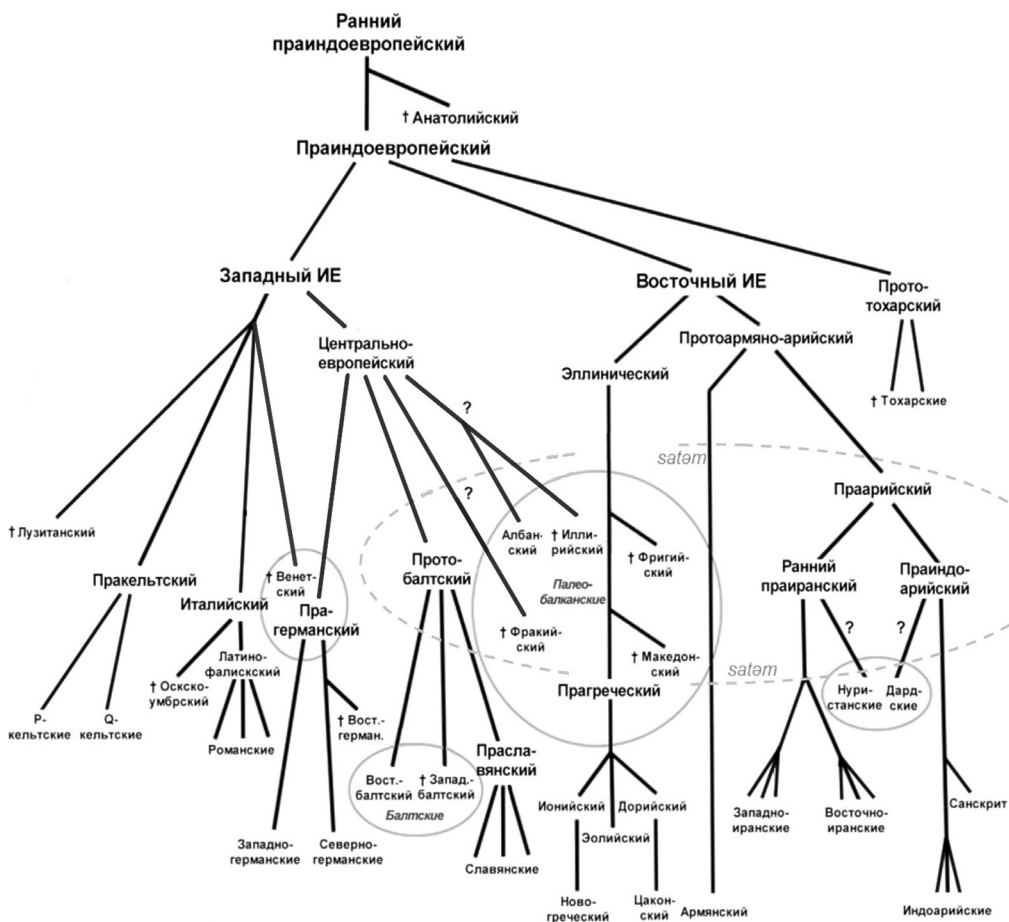 Ранний
праиндоевропейский
† Анатолийский
Праиндоевропейский
Западный ИЕ
Восточный ИЕ
Прото-
тохарский
Центрально-
европейский
Протоармяно-арийский
Эллинический
† Тохарские
?
satəm
?
Праарийский
† Лузитанский
Албан-
ский
† Илли-
рийский
† Фригий-
ский
Пракельтский
† Венет-
ский
Прото-
балтский
Палео-
балканские
Ранний
праиранский
Праиндо-
арийский
Италийский
Пра-
германский
† Фракий-
ский
?
?
† Оскско-
умбрский
Латино-
фалискский
† Македон-
ский
satəm
Прагреческий
Нури-
станские
Дард-
ские
P-
кельтские
Q-
кельтские
Романские
† Вост.-
герман.
Вост.-
балтский
† Запад.-
балтский
Балтские
Прасла-
вянский
Ионийский
Дорийский
Эолийский
Западно-
иранские
Восточно-
иранские
Санскрит
Западно-
германские
Северно-
германские
Славянские
Ново-
греческий
Цакон-
ский
Армянский
Индоарийские